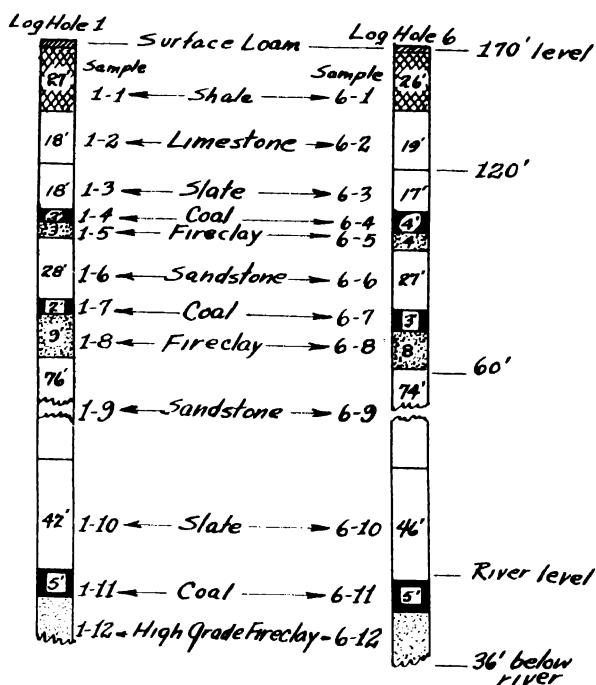 Log Hole 1
Log Hole 6
Surface Loam
170' level
Sample
Sample
27'
1-1
Shale
6-1
26'
18'
1-2
Limestone
6-2
19'
120'
18'
1-3
Slate
6-3
17'
1-4
Coal
6-4
4'
1-5
Fireclay
6-5
4'
28'
1-6
Sandstone
6-6
27'
2'
1-7
Coal
6-7
3'
9'
1-8
Fireclay
6-8
8
60'
76'
74'
1-9
Sandstone
6-9
1-10
Slate
6-10
46'
River level
5'
1-11
Coal
6-11
5'
1-12
High Grade Fireclay
6-12
36' below
river